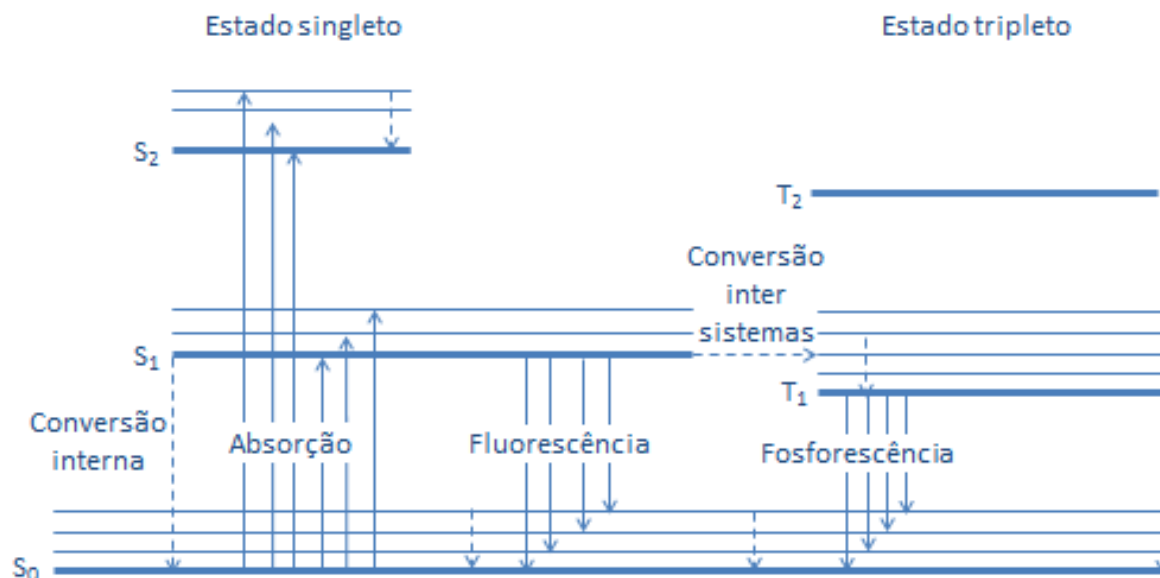 Estado singleto
Estado tripleto
S₂
T₂
Conversão
inter
sistemas
S₁
T₁
Conversão
interna
Absorção
Fluorescência
Fosforescência
S₀